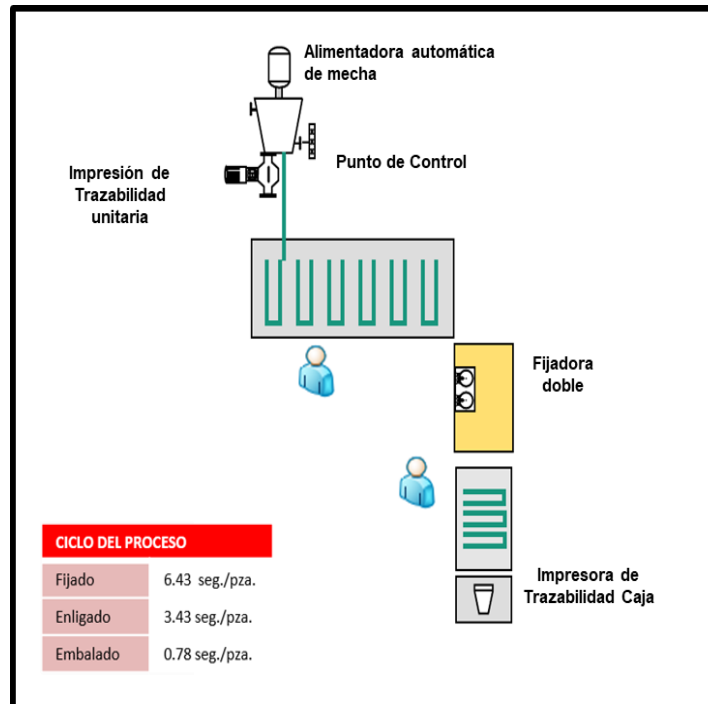 Alimentadora automática
de mecha
Punto de Control
Impresión de
Trazabilidad
unitaria
Fijadora
doble
Impresora de
Trazabilidad Caja
CICLO DEL PROCESO
Fijado 6.43 seg./pza.
Enligado 3.43 seg./pza.
Embalado 0.78 seg./pza.